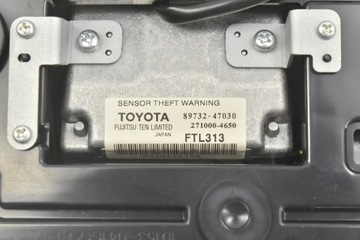 SENSOR THEFT WARNING
TOYOTA 89732-47030
FUJITSU TEN LIMITED 271000-4650
JAPAN FTL313